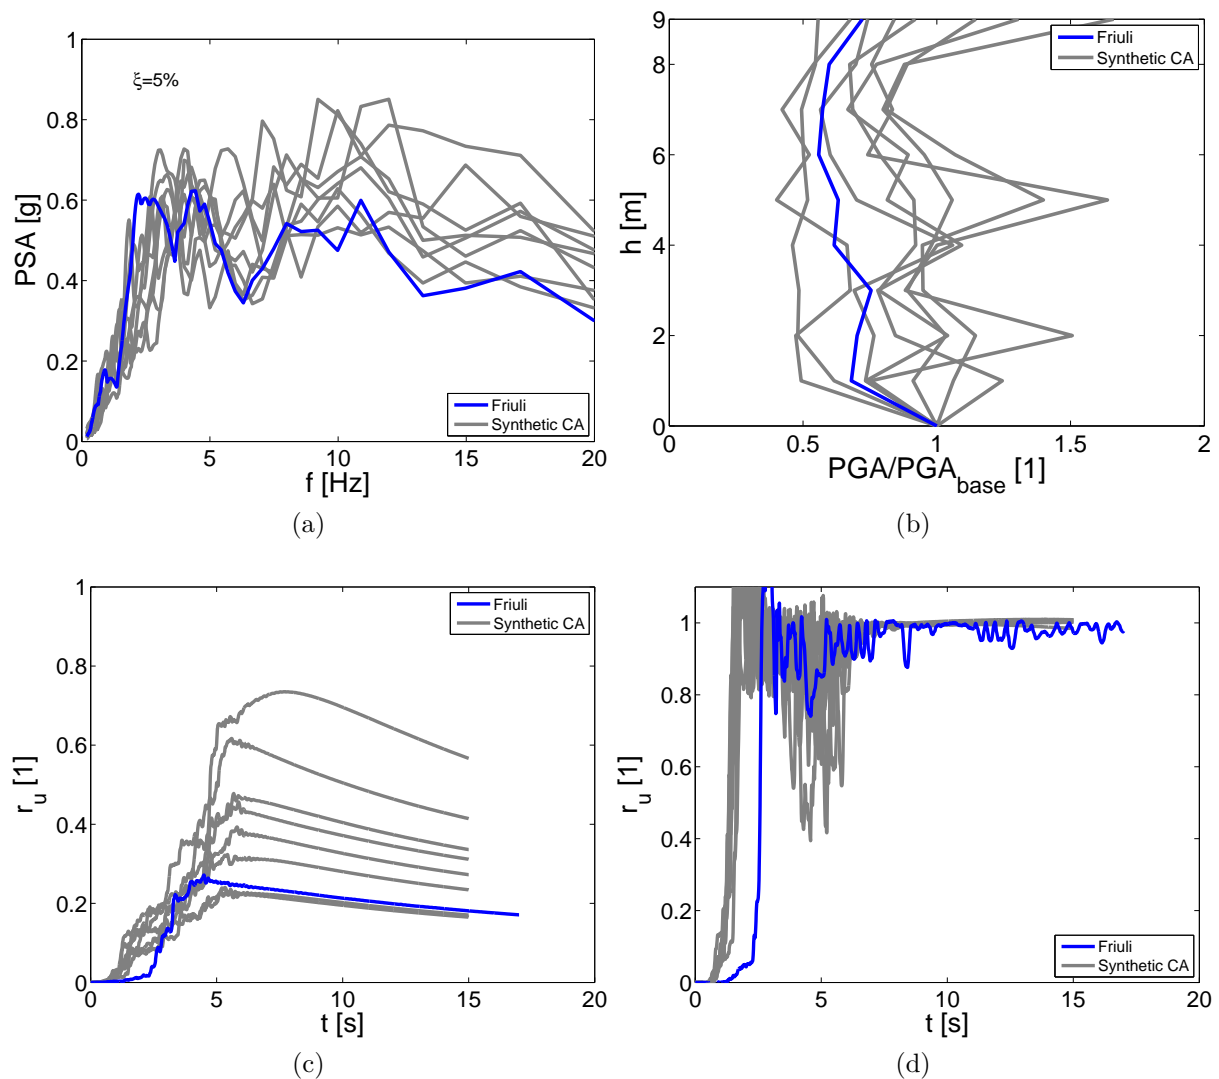 1
0.8
0.6
0.4
0.2
0
PSA [g]
ξ=5%
Friuli
Synthetic CA
0 5 10 15 20
f [Hz]
(a)
9
8
6
4
2
0
h [m]
Friuli
Synthetic CA
0 0.5 1 1.5 2
PGA/PGA_base [1]
(b)
1
0.8
0.6
0.4
0.2
0
r_u [1]
Friuli
Synthetic CA
0 5 10 15 20
t [s]
(c)
1
0.8
0.6
0.4
0.2
0
r_u [1]
Friuli
Synthetic CA
0 5 10 15 20
t [s]
(d)